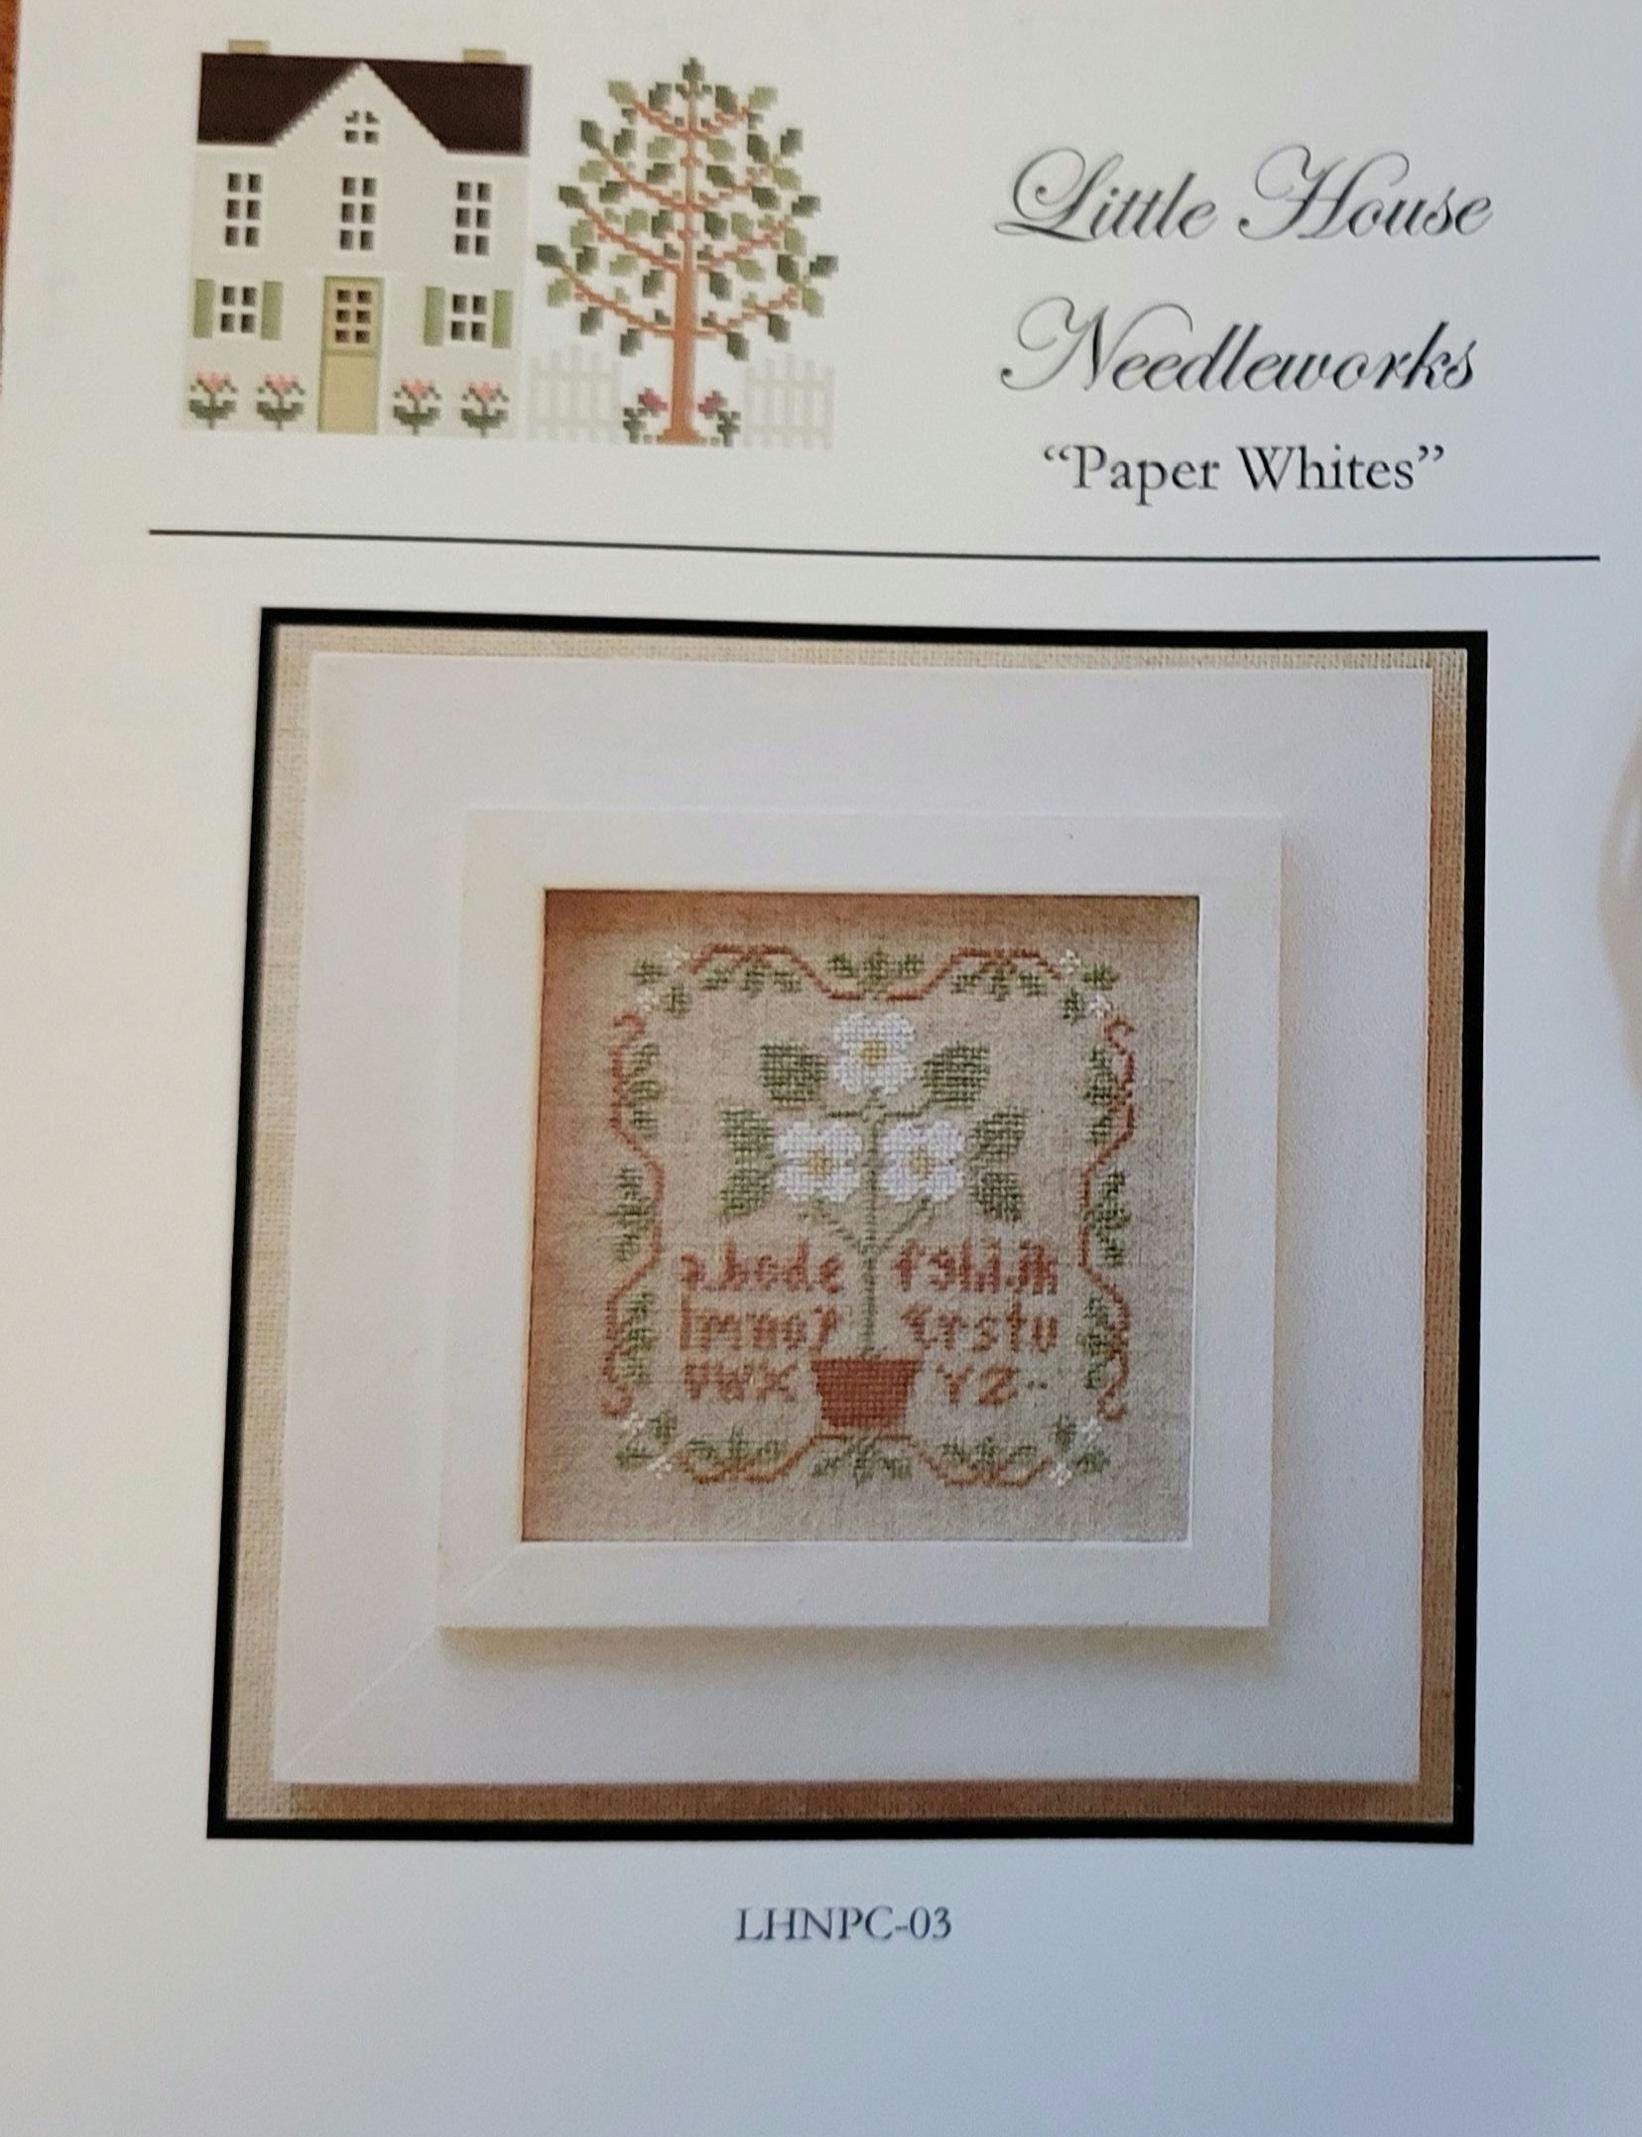 Little House
Needleworks
“Paper Whites”
abcde fghijk
lmnop qrstu
vwx yz
LHNPC-03